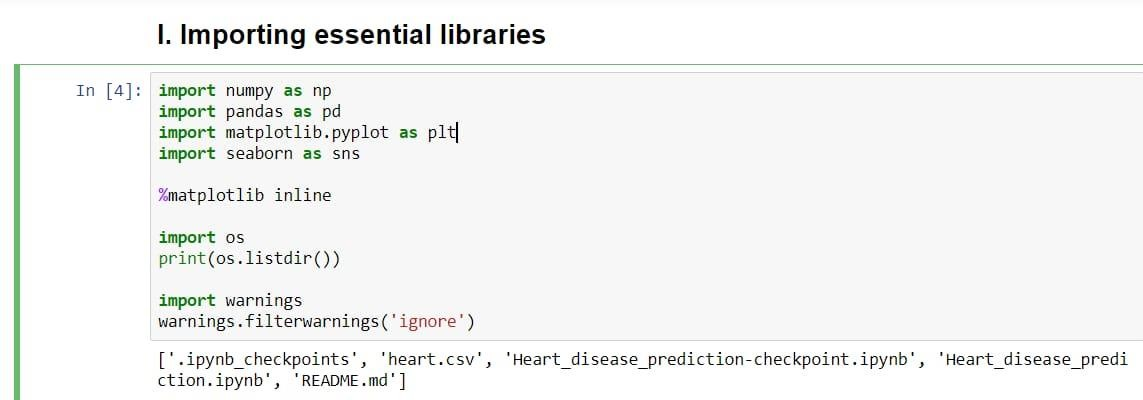 I. Importing essential libraries
In [4]: import numpy as np
import pandas as pd
import matplotlib.pyplot as plt
import seaborn as sns
%matplotlib inline
import os
print(os.listdir())
import warnings
warnings.filterwarnings('ignore')
['.ipynb_checkpoints', 'heart.csv', 'Heart_disease_prediction-checkpoint.ipynb', 'Heart_disease_predi
ction.ipynb', 'README.md']